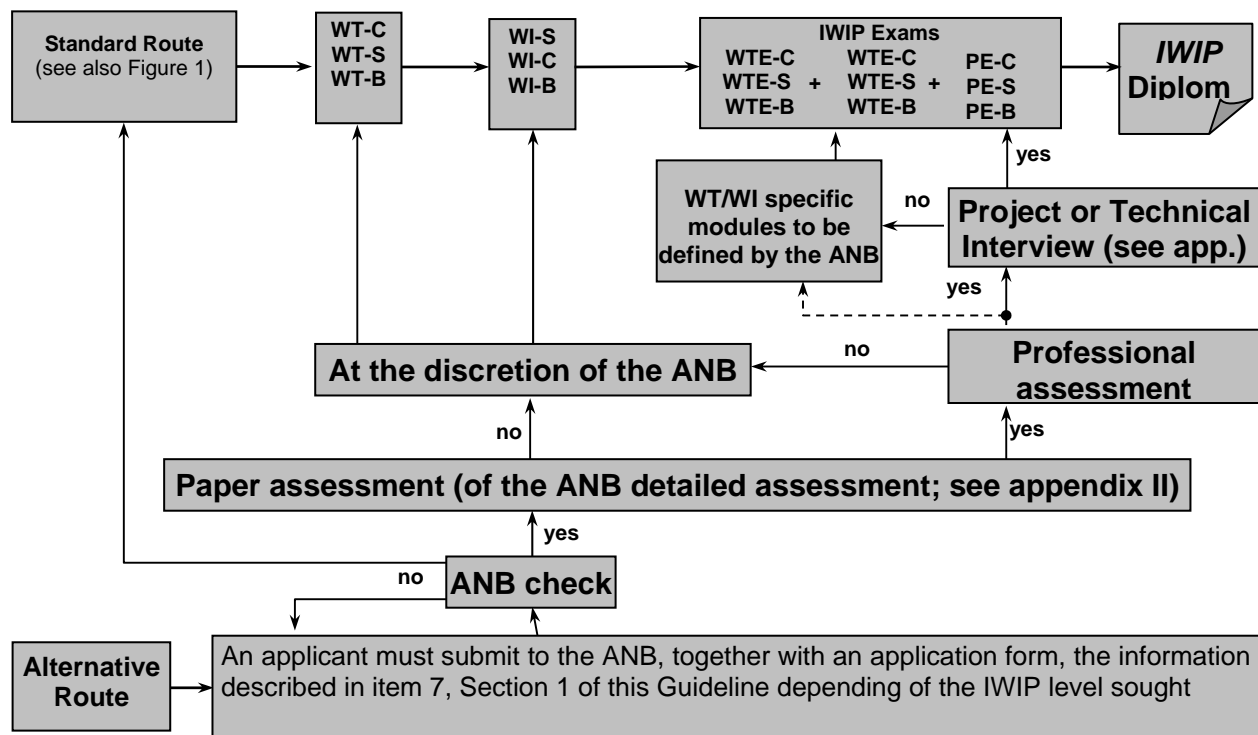 Standard Route
(see also Figure 1)
WT-C
WT-S
WT-B
WI-S
WI-C
WI-B
IWIP Exams
WTE-C WTE-C PE-C
WTE-S + WTE-S + PE-S
WTE-B WTE-B PE-B
IWIP
Diplom
yes
WT/WI specific
modules to be
defined by the ANB
no
Project or Technical
Interview (see app.)
yes
At the discretion of the ANB
no
Professional
assessment
no
yes
Paper assessment (of the ANB detailed assessment; see appendix II)
yes
no
ANB check
Alternative
Route
An applicant must submit to the ANB, together with an application form, the information
described in item 7, Section 1 of this Guideline depending of the IWIP level sought